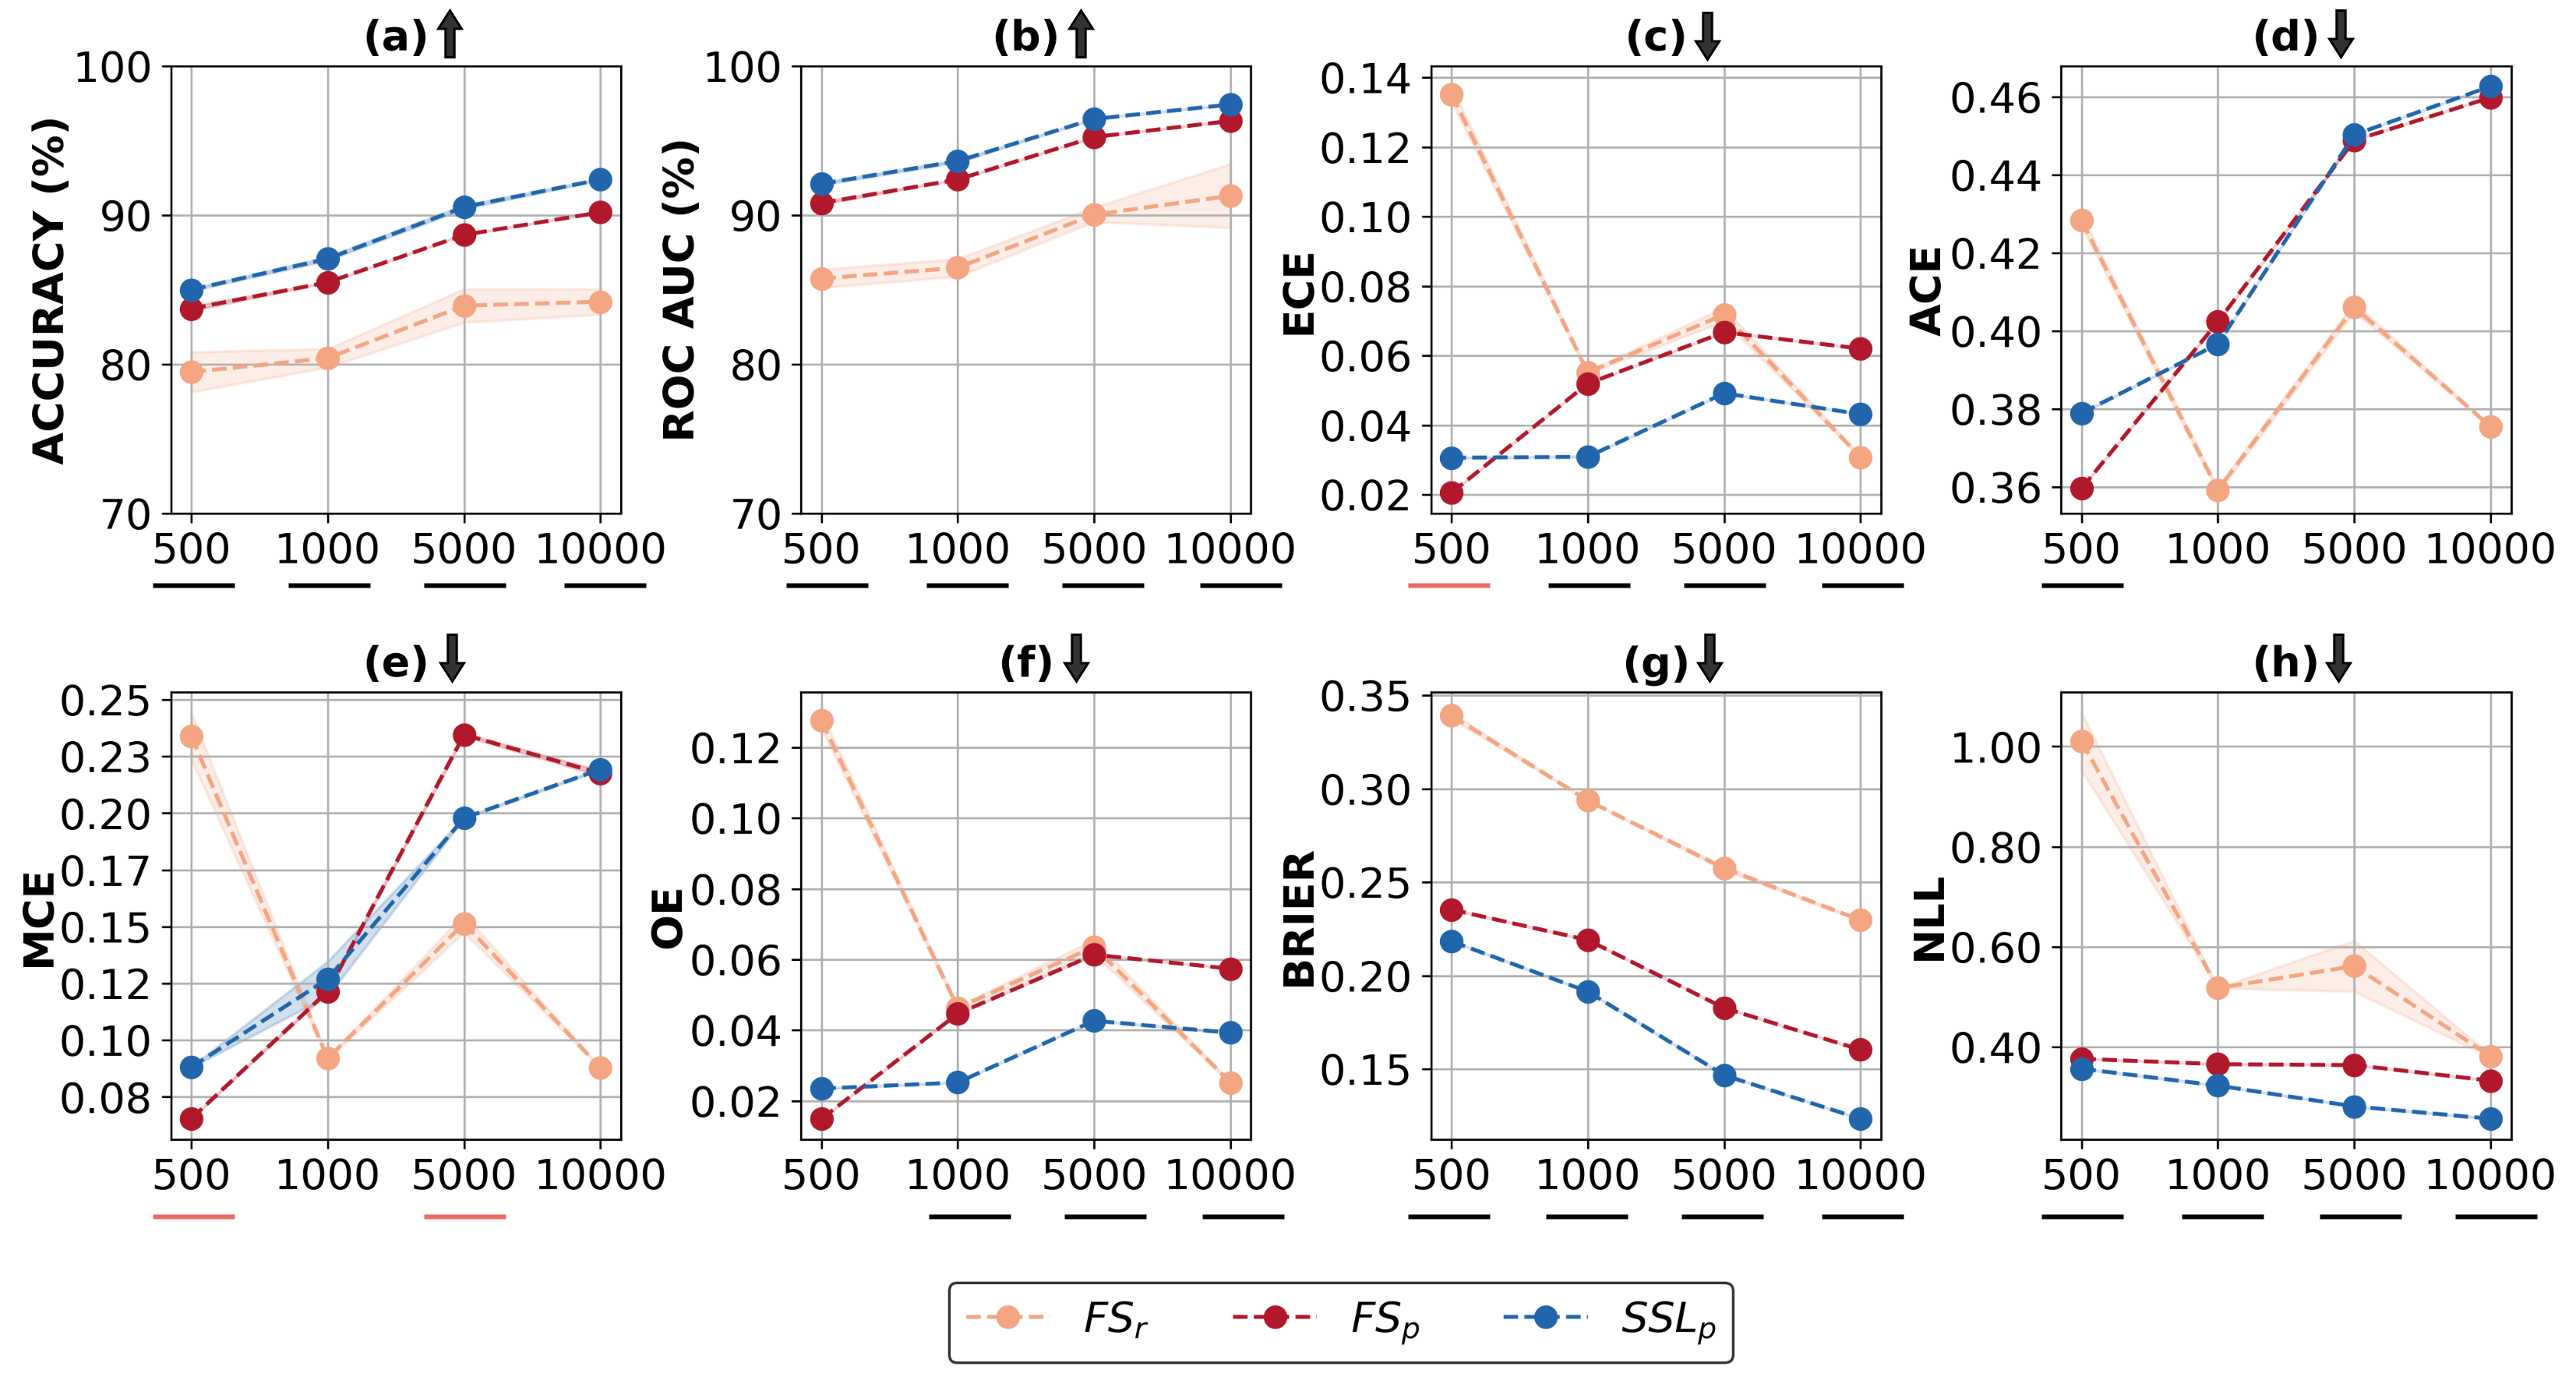 (a)
ACCURACY (%)
100
90
80
70
500 1000 5000 10000
(b)
ROC AUC (%)
100
90
80
70
500 1000 5000 10000
(c)
ECE
0.14
0.12
0.10
0.08
0.06
0.04
0.02
500 1000 5000 10000
(d)
ACE
0.46
0.44
0.42
0.40
0.38
0.36
500 1000 5000 10000
(e)
MCE
0.25
0.23
0.20
0.17
0.15
0.12
0.10
0.08
500 1000 5000 10000
(f)
OE
0.12
0.10
0.08
0.06
0.04
0.02
500 1000 5000 10000
(g)
BRIER
0.35
0.30
0.25
0.20
0.15
500 1000 5000 10000
(h)
NLL
1.00
0.80
0.60
0.40
500 1000 5000 10000
FSr FSp SSLp